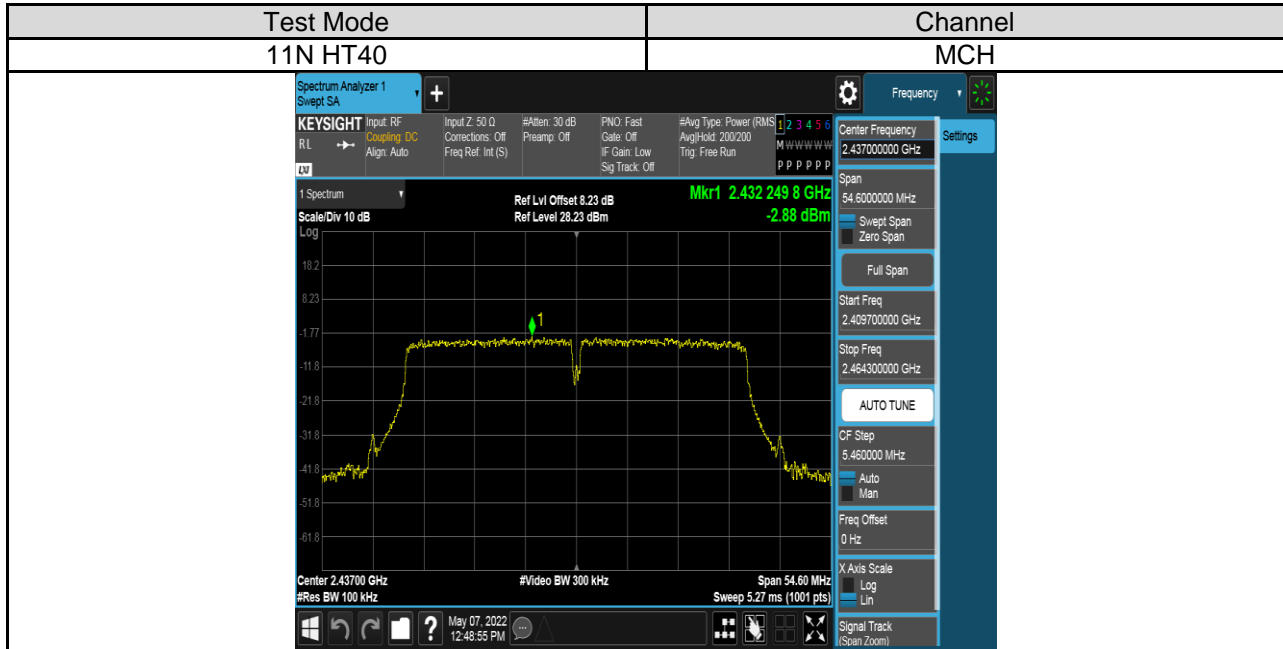 Test Mode Channel
11N HT40 MCH
Spectrum Analyzer 1
Swept SA
+
Frequency
KEYSIGHT Input: RF Input Z: 50 Ω #Atten: 30 dB PNO: Fast #Avg Type: Power (RMS 1 2 3 4 5 6
RL Coupling: DC Corrections: Off Preamp: Off Gate: Off Avg|Hold: 200/200 M W W W W W
Align: Auto Freq Ref: Int (S) IF Gain: Low Trig: Free Run
LXI Sig Track: Off P P P P P P
Center Frequency
2.437000000 GHz
Settings
1 Spectrum
Ref Lvl Offset 8.23 dB Mkr1 2.432 249 8 GHz
Scale/Div 10 dB Ref Level 28.23 dBm -2.88 dBm
Log
18.2
8.23
-1.77
-11.8
-21.8
-31.8
-41.8
-51.8
-61.8
1
Center 2.43700 GHz #Video BW 300 kHz Span 54.60 MHz
#Res BW 100 kHz Sweep 5.27 ms (1001 pts)
Span
54.6000000 MHz
Swept Span
Zero Span
Full Span
Start Freq
2.409700000 GHz
Stop Freq
2.464300000 GHz
AUTO TUNE
CF Step
5.460000 MHz
Auto
Man
Freq Offset
0 Hz
X Axis Scale
Log
Lin
Signal Track
(Span Zoom)
? May 07, 2022
12:48:55 PM